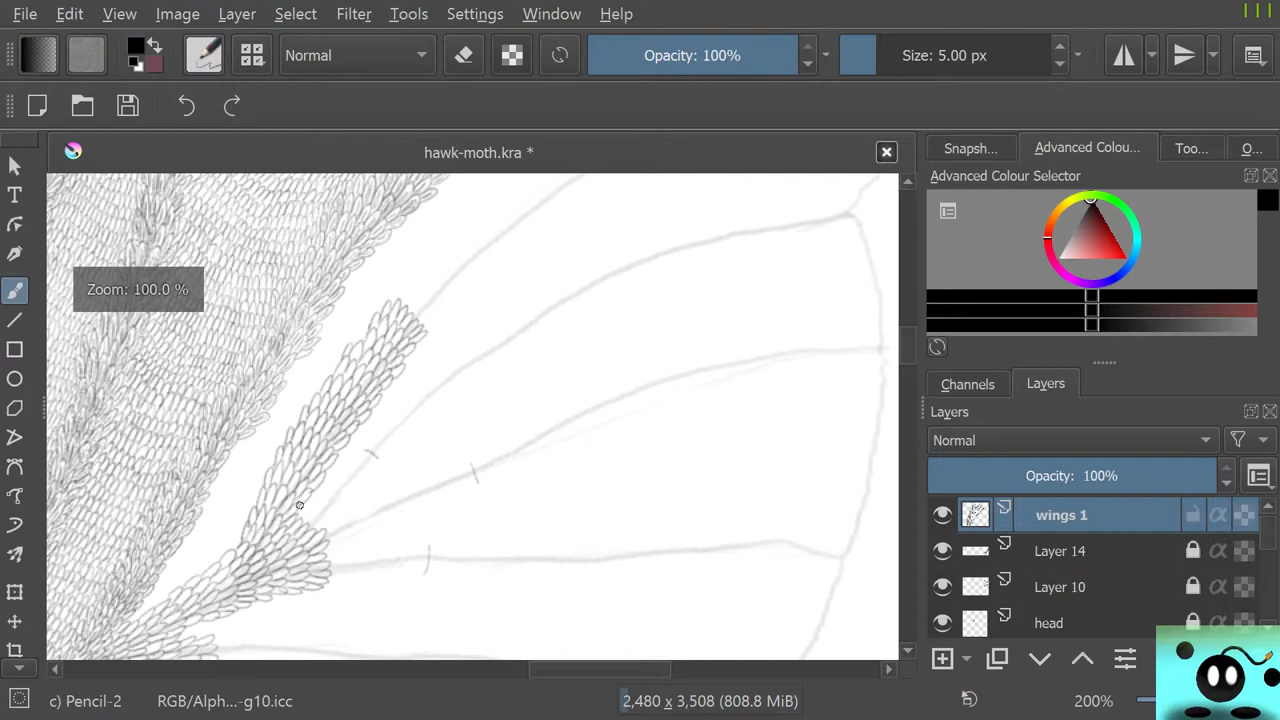 File Edit View Image Layer Select Filter Tools Settings Window Help
Normal Opacity: 100% Size: 5.00 px
hawk-moth.kra *
Snapsh... Advanced Colou... Too... O...
Advanced Colour Selector
Zoom: 100.0 %
Channels Layers
Layers
Normal
Opacity: 100%
wings 1
Layer 14
Layer 10
head
c) Pencil-2 RGB/Alph...-g10.icc 2,480 x 3,508 (808.8 MiB) 200%